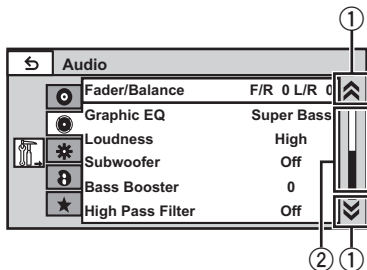 ①
Audio
Fader/Balance F/R 0 L/R 0
Graphic EQ Super Bass
Loudness High
Subwoofer Off
Bass Booster 0
High Pass Filter Off
② ①